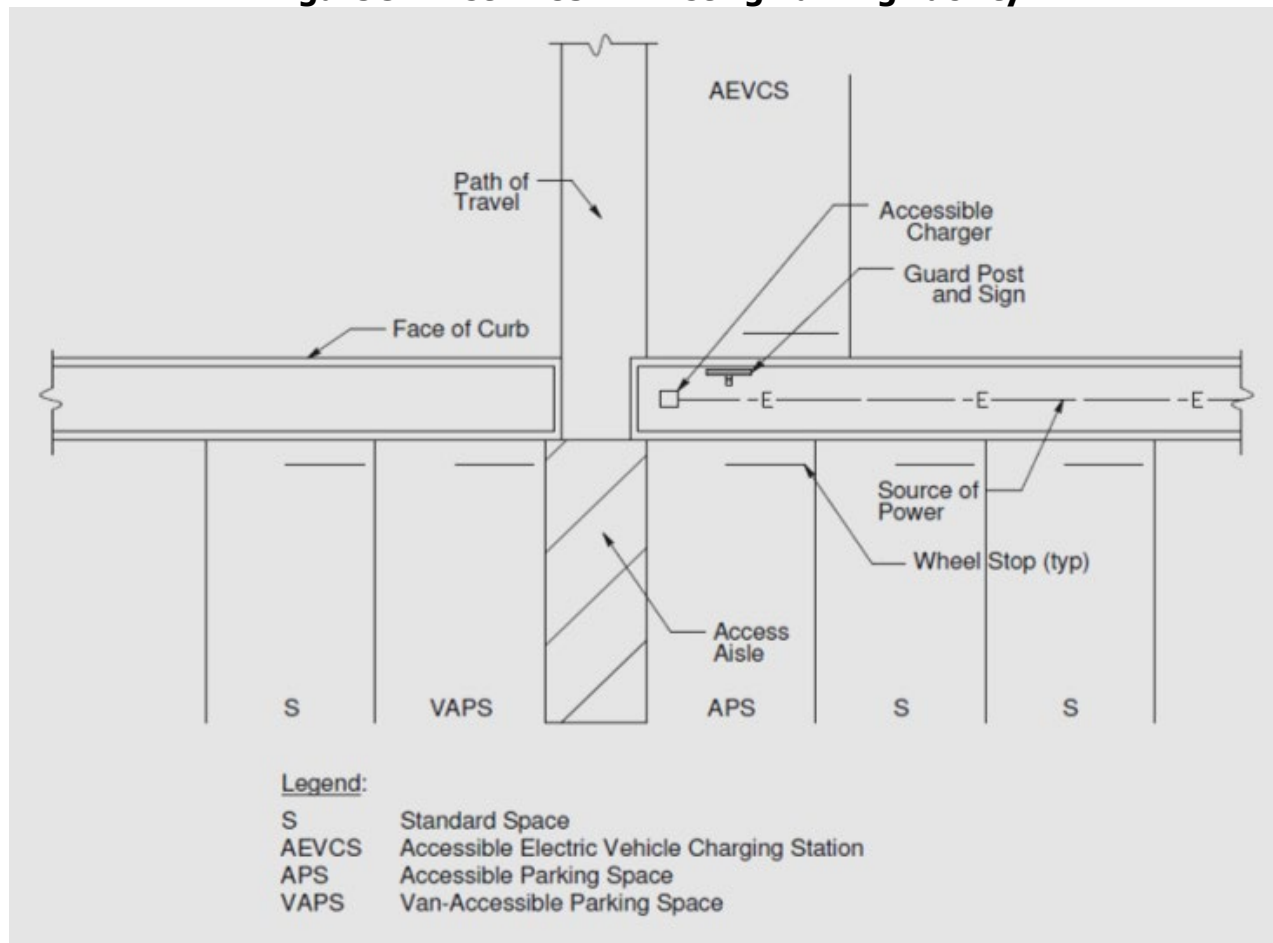 AEVCS
Path of
Travel
Accessible
Charger
Guard Post
and Sign
Face of Curb
E
E
E
Source of
Power
Wheel Stop (typ)
Access
Aisle
S
VAPS
APS
S
S
Legend:
S Standard Space
AEVCS Accessible Electric Vehicle Charging Station
APS Accessible Parking Space
VAPS Van-Accessible Parking Space